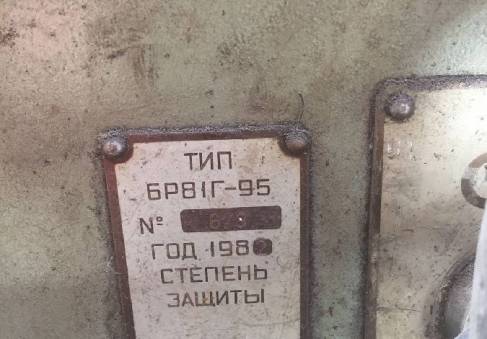 ТИП
БР81Г-95
№
ГОД 198
СТЕПЕНЬ
ЗАЩИТЫ